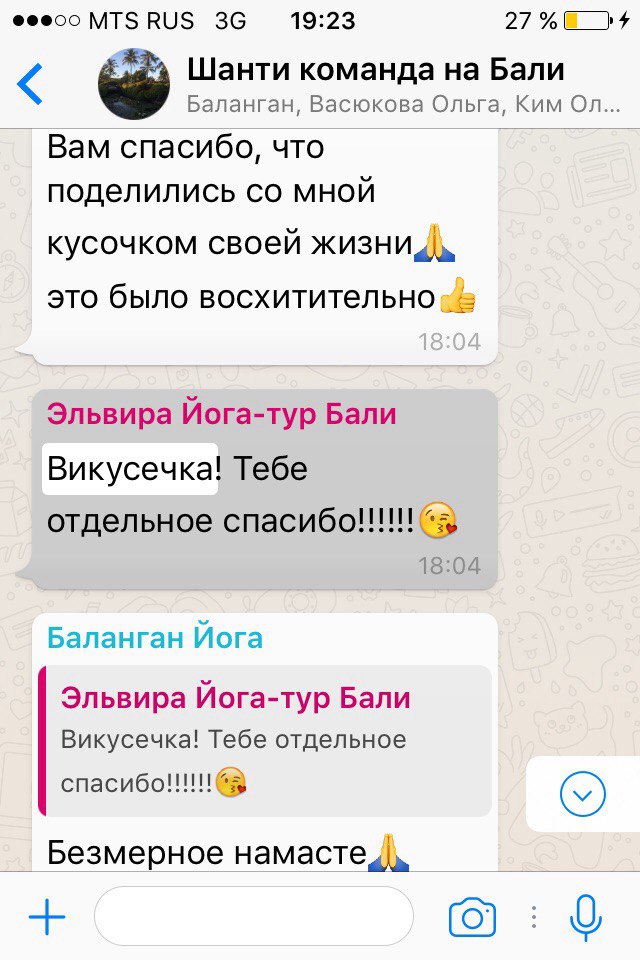 MTS RUS 3G 19:23 27 %
Шанти команда на Бали
Баланган, Васюкова Ольга, Ким Ол...
Вам спасибо, что
поделились со мной
кусочком своей жизни🙏
это было восхитительно👍
18:04
Эльвира Йога-тур Бали
Викусечка! Тебе
отдельное спасибо!!!!!!😘
18:04
Баланган Йога
Эльвира Йога-тур Бали
Викусечка! Тебе отдельное
спасибо!!!!!!😘
Безмерное намасте🙏